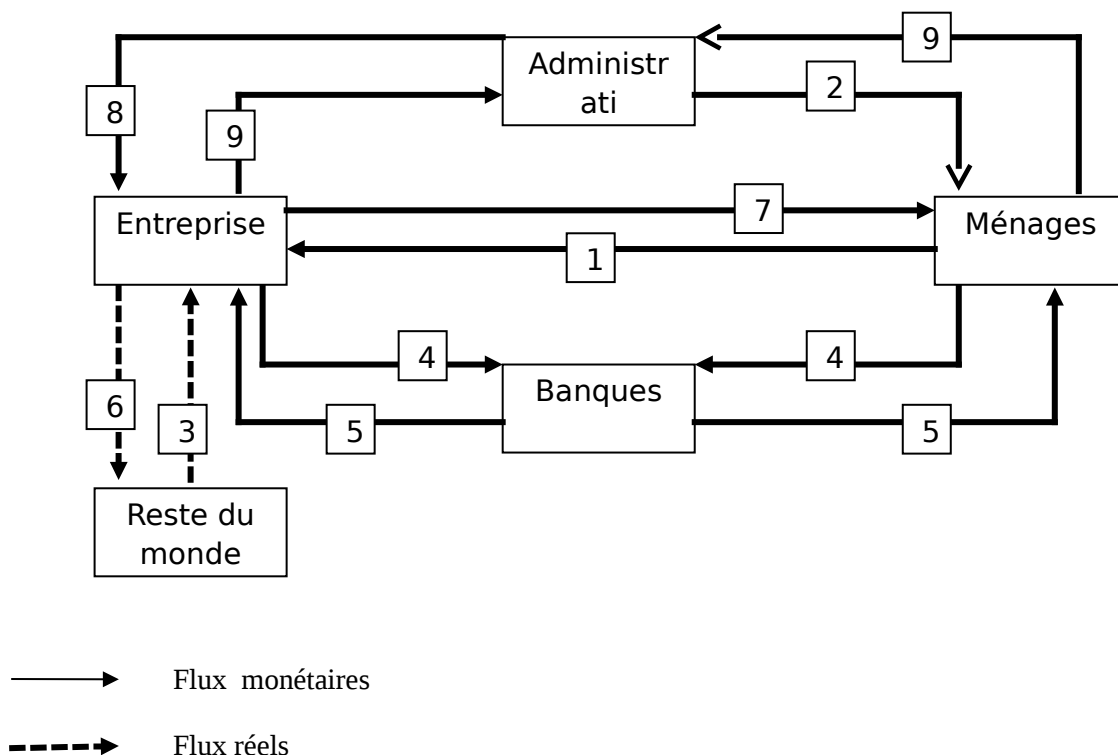 9
Administr
ati
2
8
9
Entreprise
7
Ménages
1
4
4
Banques
6
3
5
5
Reste du
monde
Flux monétaires
Flux réels